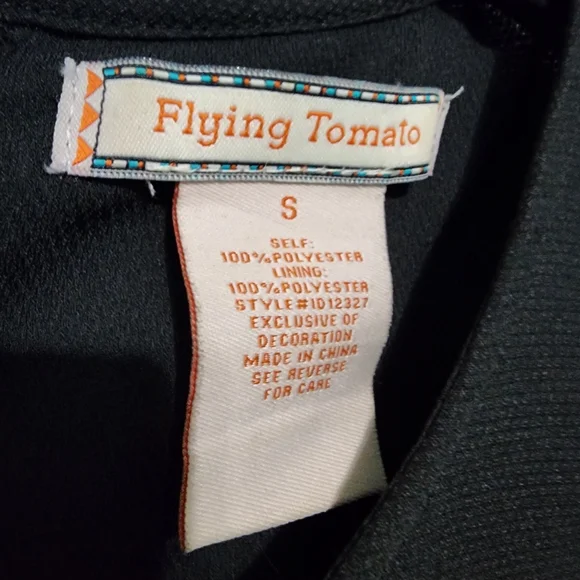 Flying Tomato
S
SELF:
100% POLYESTER
LINING:
100% POLYESTER
STYLE#ID12327
EXCLUSIVE OF
DECORATION
MADE IN CHINA
SEE REVERSE
FOR CARE